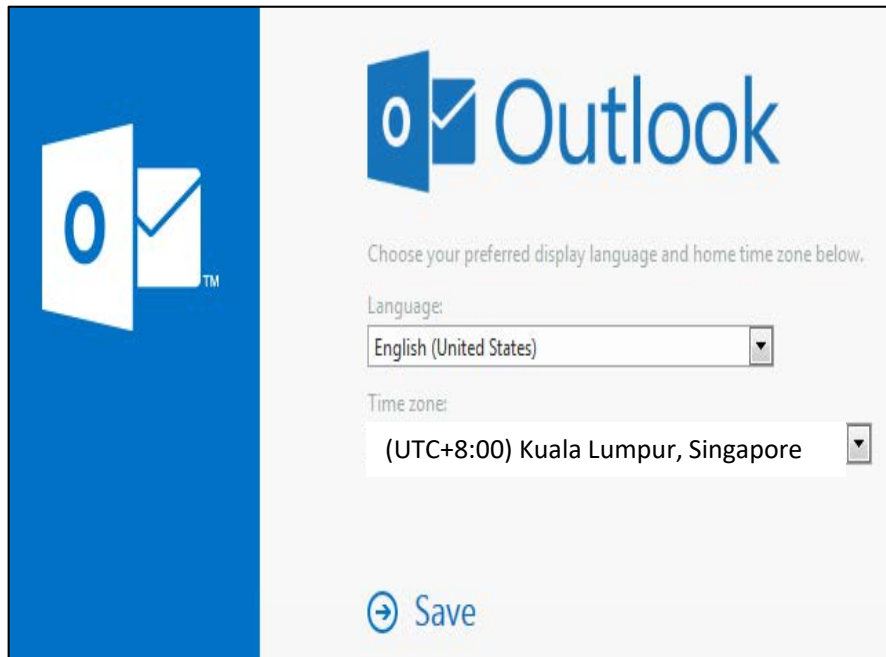 O
TM
O Outlook
Choose your preferred display language and home time zone below.
Language:
English (United States)
Time zone:
(UTC+8:00) Kuala Lumpur, Singapore
Save